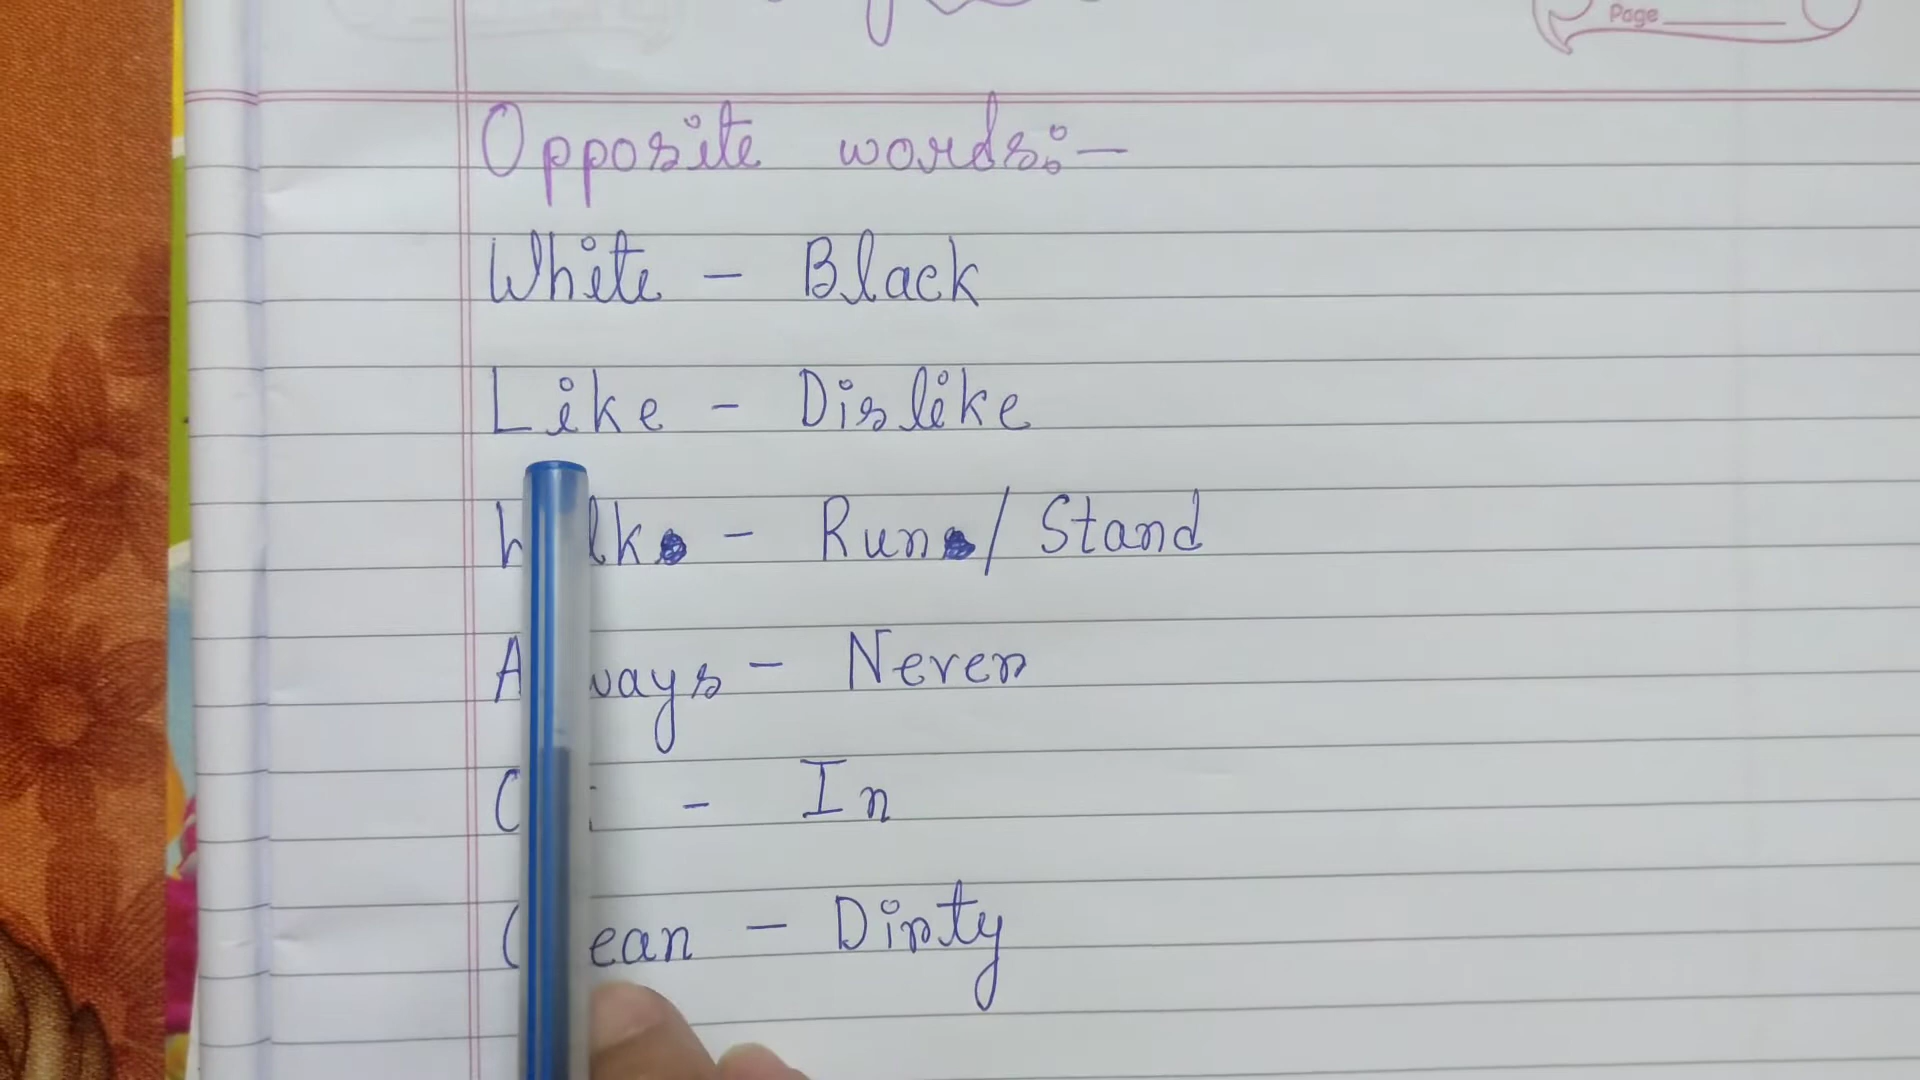 Page
Opposite words:-
White - Black
Like - Dislike
- Run / Stand
- Never
- In
- Dirty